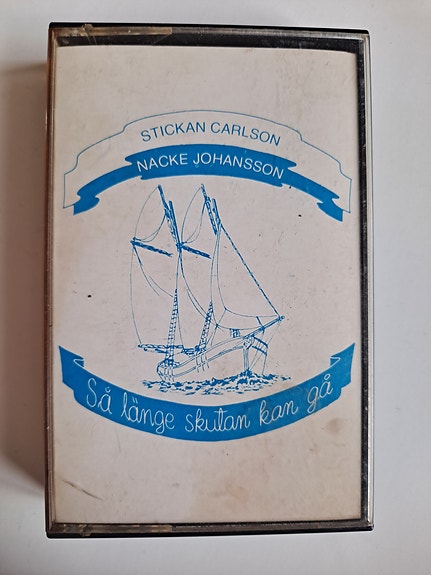 STICKAN CARLSON
NACKE JOHANSSON
Så länge skutan kan gå